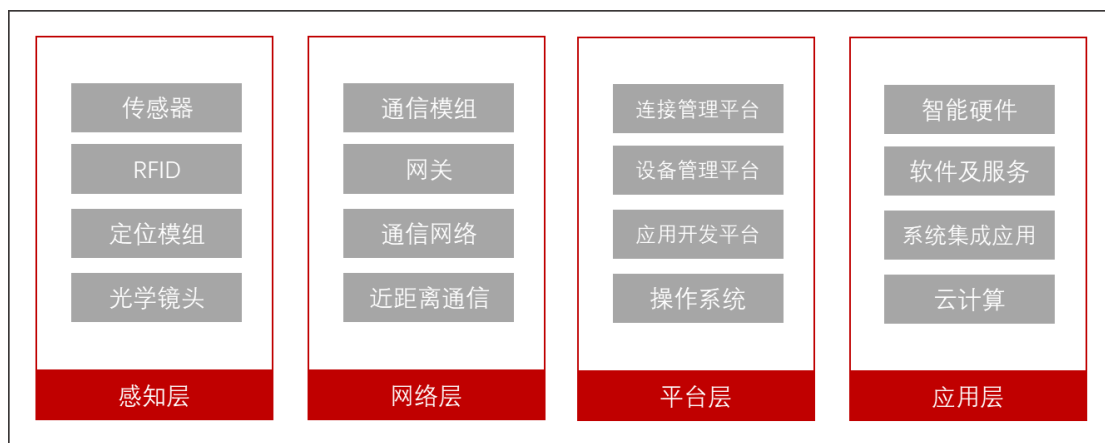 传感器
RFID
定位模组
光学镜头
感知层
通信模组
网关
通信网络
近距离通信
网络层
连接管理平台
设备管理平台
应用开发平台
操作系统
平台层
智能硬件
软件及服务
系统集成应用
云计算
应用层